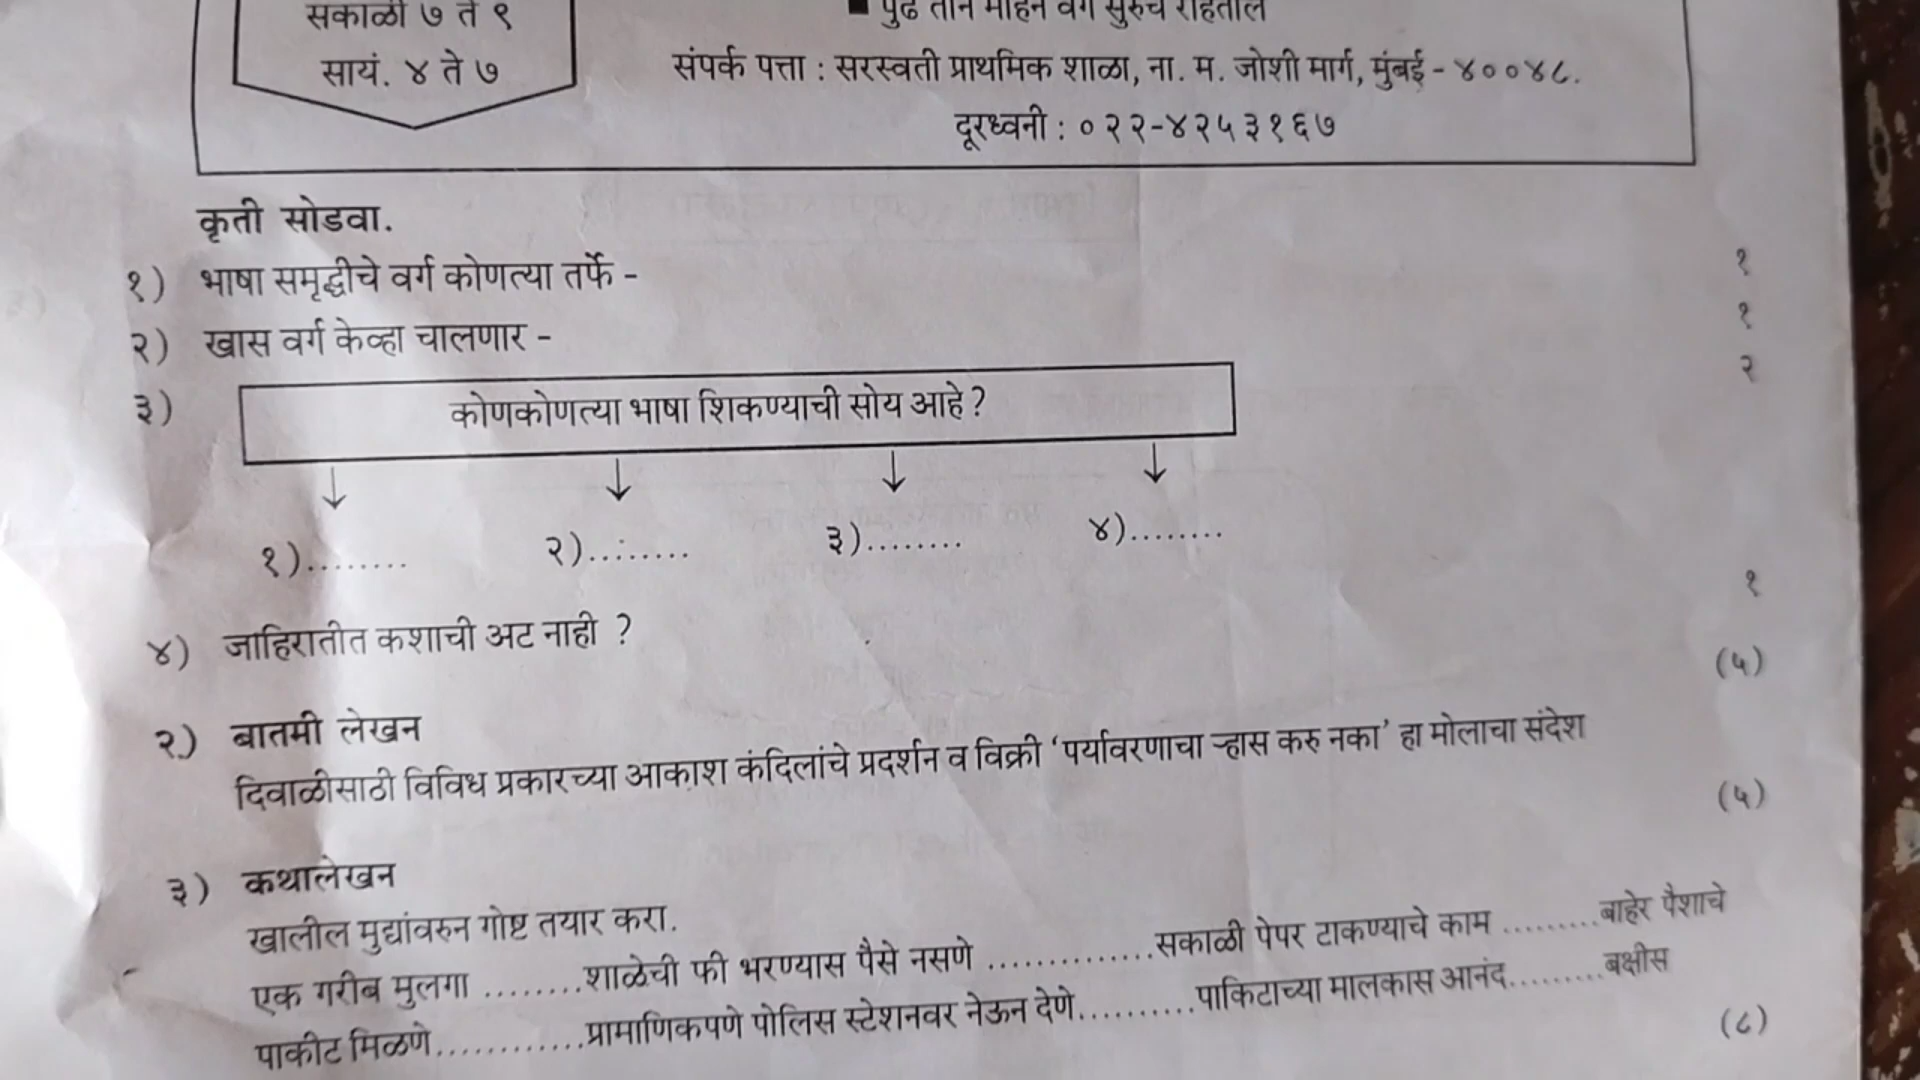 सकाळी ७ ते ९
सायं. ४ ते ७
■ पुढे तीन महिने वर्ग सुरुच राहतील
संपर्क पत्ता : सरस्वती प्राथमिक शाळा, ना. म. जोशी मार्ग, मुंबई - ४००४८.
दूरध्वनी : ०२२-४२५३१६७
कृती सोडवा.
१) भाषा समृद्धीचे वर्ग कोणत्या तर्फे - १
२) खास वर्ग केव्हा चालणार - १
३) कोणकोणत्या भाषा शिकण्याची सोय आहे? २
१)........ २)........ ३)........ ४)........
४) जाहिरातीत कशाची अट नाही ? १
(५)
२) बातमी लेखन
दिवाळीसाठी विविध प्रकारच्या आकाश कंदिलांचे प्रदर्शन व विक्री ‘पर्यावरणाचा ऱ्हास करु नका’ हा मोलाचा संदेश
(५)
३) कथालेखन
खालील मुद्यांवरुन गोष्ट तयार करा.
एक गरीब मुलगा ........शाळेची फी भरण्यास पैसे नसणे ..............सकाळी पेपर टाकण्याचे काम .........बाहेर पैशाचे
पाकीट मिळणे............प्रामाणिकपणे पोलिस स्टेशनवर नेऊन देणे..........पाकिटाच्या मालकास आनंद.........बक्षीस
(८)